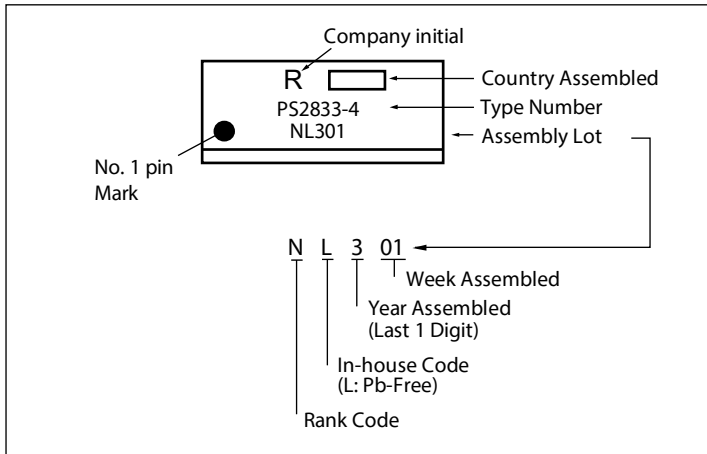 Company initial
R
Country Assembled
PS2833-4
Type Number
NL301
Assembly Lot
No. 1 pin
Mark
N L 3 01
Week Assembled
Year Assembled
(Last 1 Digit)
In-house Code
(L: Pb-Free)
Rank Code